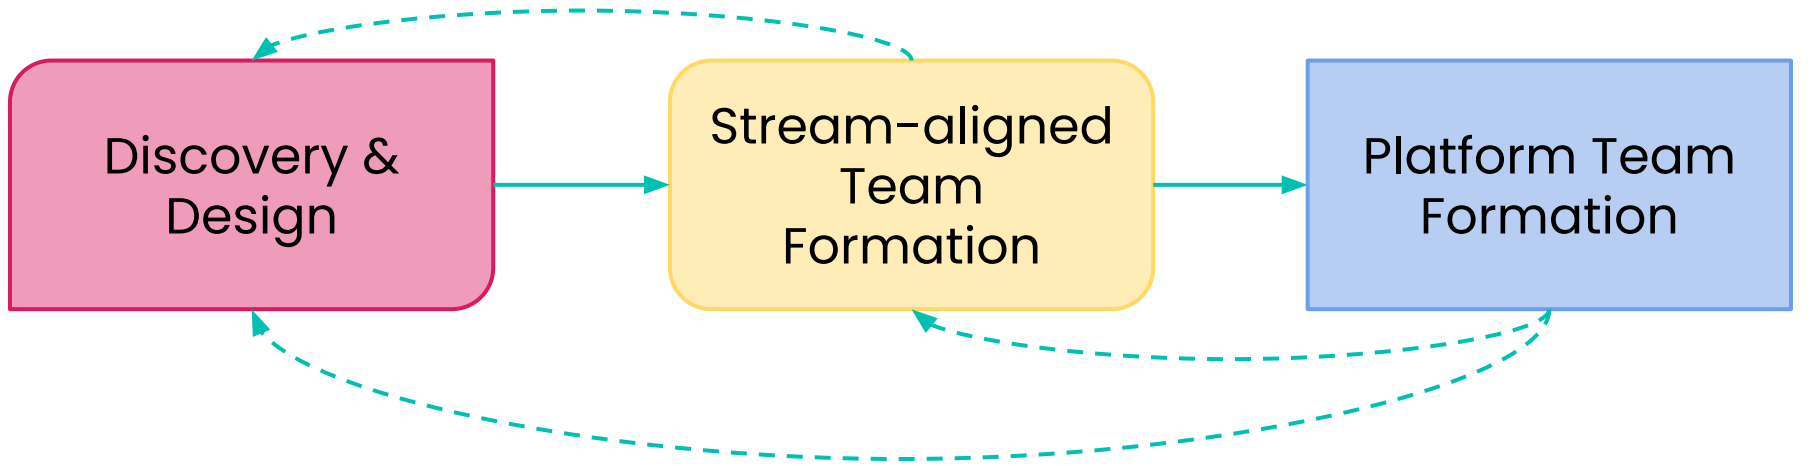 Discovery &
Design
Stream-aligned
Team
Formation
Platform Team
Formation